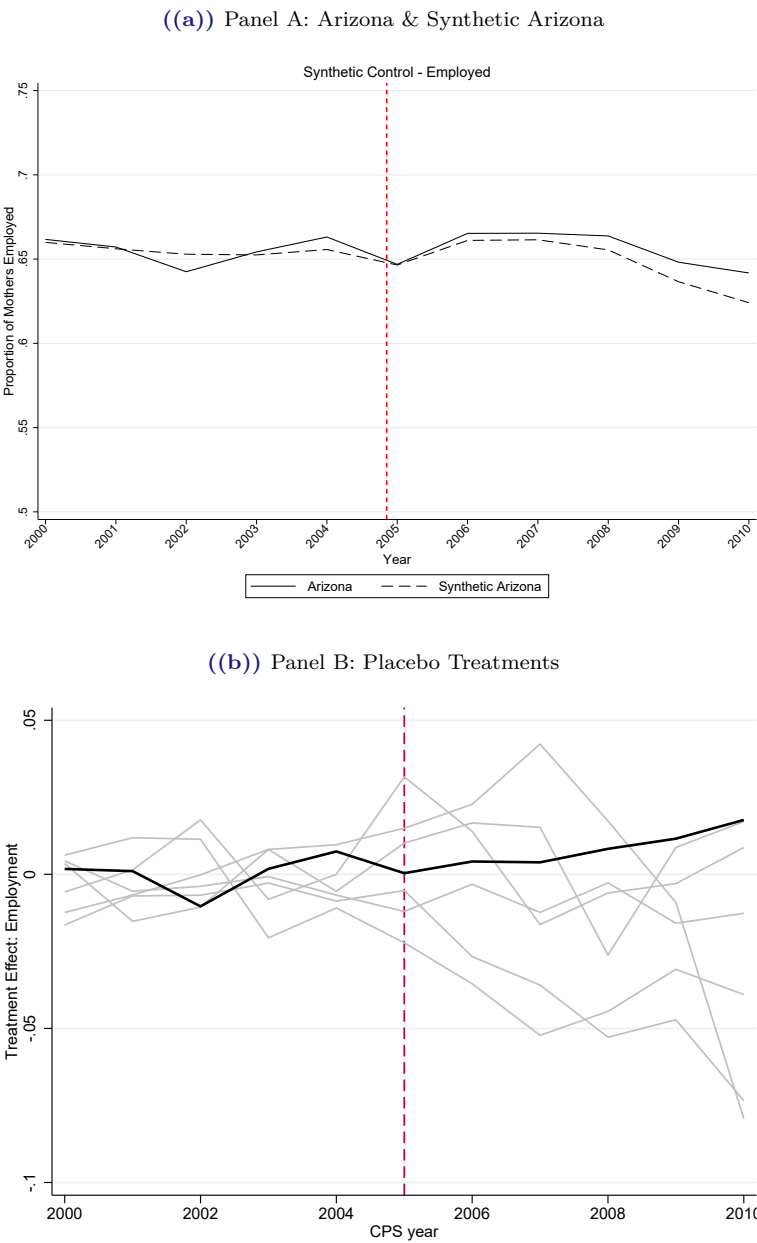 ((a)) Panel A: Arizona & Synthetic Arizona
Synthetic Control - Employed
Proportion of Mothers Employed
.75
.7
.65
.6
.55
.5
2000 2001 2002 2003 2004 2005 2006 2007 2008 2009 2010
Year
Arizona Synthetic Arizona
((b)) Panel B: Placebo Treatments
Treatment Effect: Employment
.05
0
-.05
-.1
2000 2002 2004 2006 2008 2010
CPS year